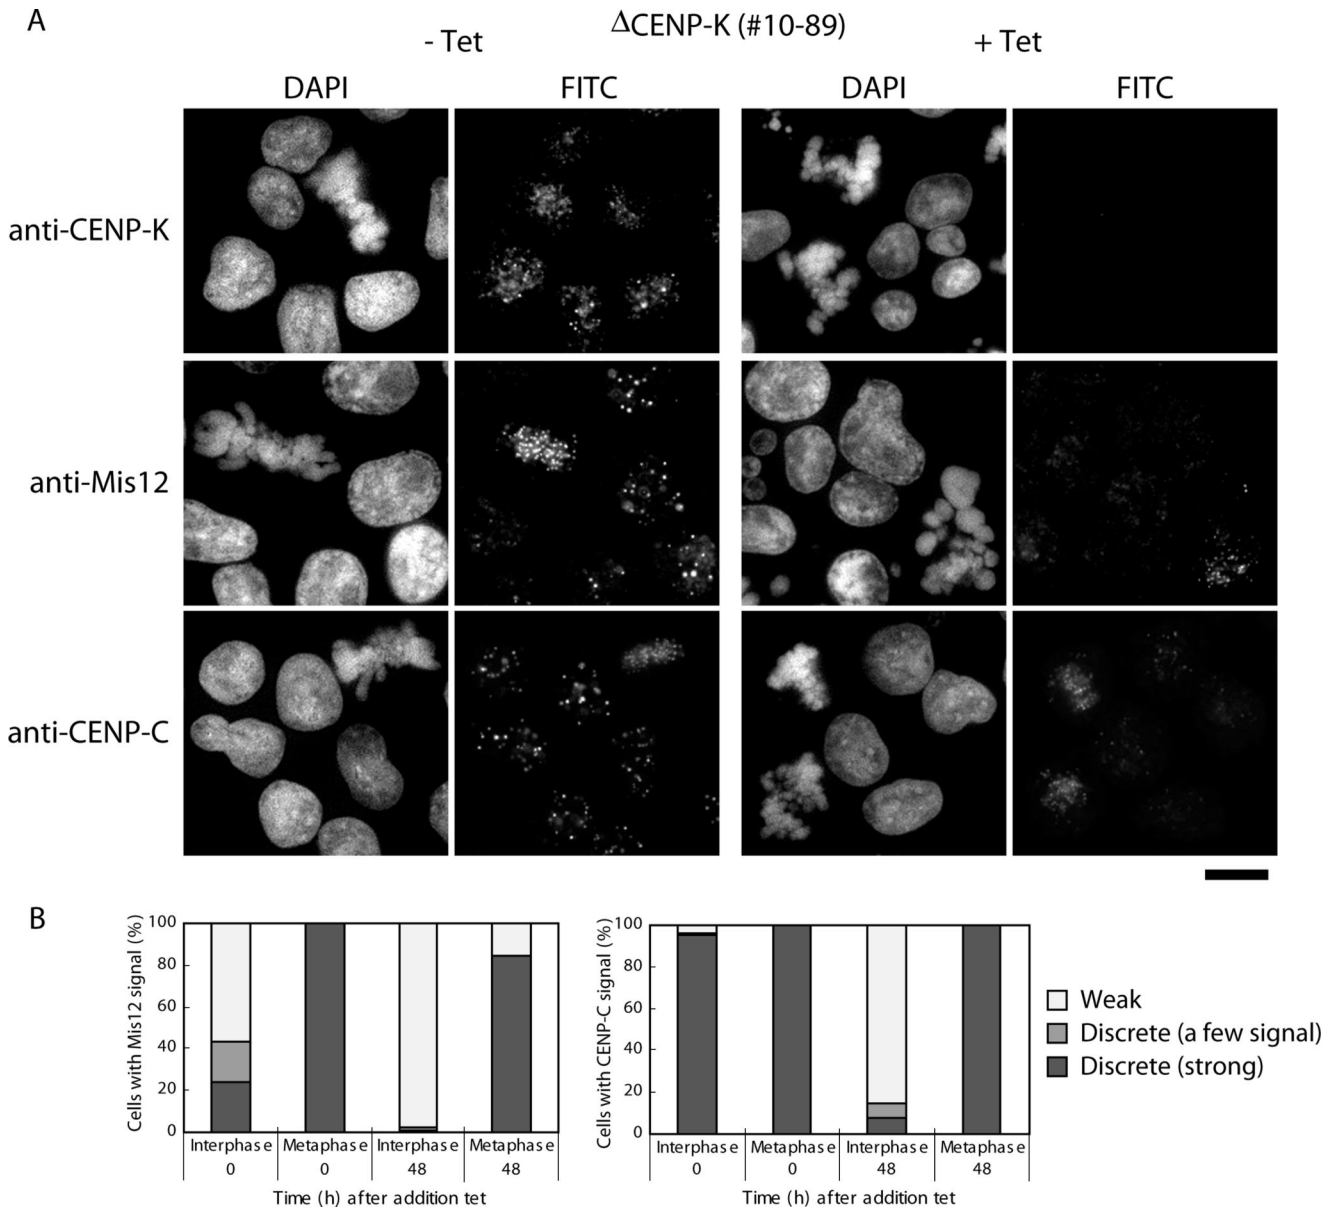 A
ΔCENP-K (#10-89)
- Tet
+ Tet
DAPI
FITC
DAPI
FITC
anti-CENP-K
anti-Mis12
anti-CENP-C
B
Cells with Mis12 signal (%)
100
80
60
40
20
0
Interphase
Metaphase
Interphase
Metaphase
0
0
48
48
Time (h) after addition tet
Cells with CENP-C signal (%)
100
80
60
40
20
0
Interphase
Metaphase
Interphase
Metaphase
0
0
48
48
Time (h) after addition tet
Weak
Discrete (a few signal)
Discrete (strong)